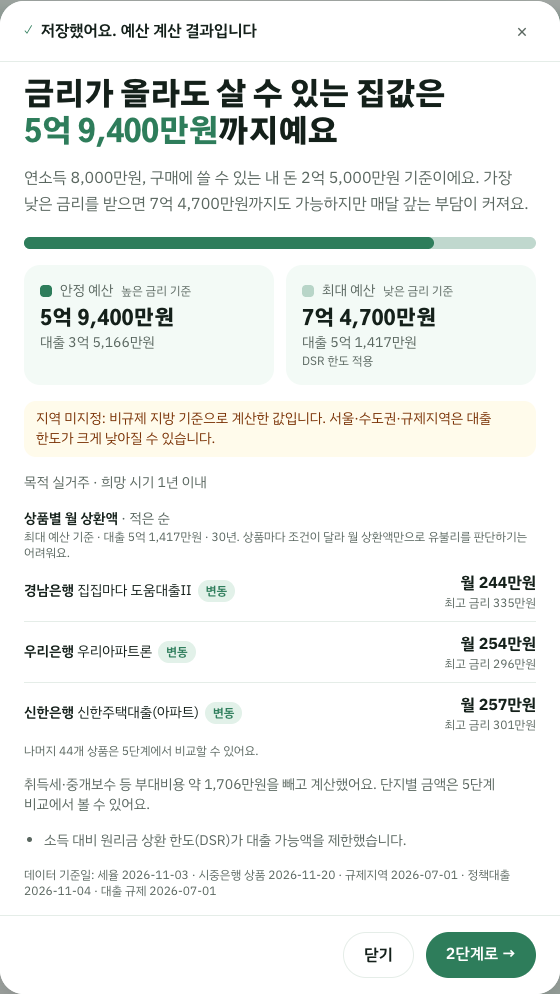 ✓ 저장했어요. 예산 계산 결과입니다 ×
금리가 올라도 살 수 있는 집값은
5억 9,400만원까지예요
연소득 8,000만원, 구매에 쓸 수 있는 내 돈 2억 5,000만원 기준이에요. 가장
낮은 금리를 받으면 7억 4,700만원까지도 가능하지만 매달 갚는 부담이 커져요.
안정 예산 높은 금리 기준
5억 9,400만원
대출 3억 5,166만원
최대 예산 낮은 금리 기준
7억 4,700만원
대출 5억 1,417만원
DSR 한도 적용
지역 미지정: 비규제 지방 기준으로 계산한 값입니다. 서울·수도권·규제지역은 대출
한도가 크게 낮아질 수 있습니다.
목적 실거주 · 희망 시기 1년 이내
상품별 월 상환액 · 적은 순
최대 예산 기준 · 대출 5억 1,417만원 · 30년. 상품마다 조건이 달라 월 상환액만으로 유불리를 판단하기는
어려워요.
경남은행 집집마다 도움대출II 변동
월 244만원
최고 금리 335만원
우리은행 우리아파트론 변동
월 254만원
최고 금리 296만원
신한은행 신한주택대출(아파트) 변동
월 257만원
최고 금리 301만원
나머지 44개 상품은 5단계에서 비교할 수 있어요.
취득세·중개보수 등 부대비용 약 1,706만원을 빼고 계산했어요. 단지별 금액은 5단계
비교에서 볼 수 있어요.
• 소득 대비 원리금 상환 한도(DSR)가 대출 가능액을 제한했습니다.
데이터 기준일: 세율 2026-11-03 · 시중은행 상품 2026-11-20 · 규제지역 2026-07-01 · 정책대출
2026-11-04 · 대출 규제 2026-07-01
닫기
2단계로 →